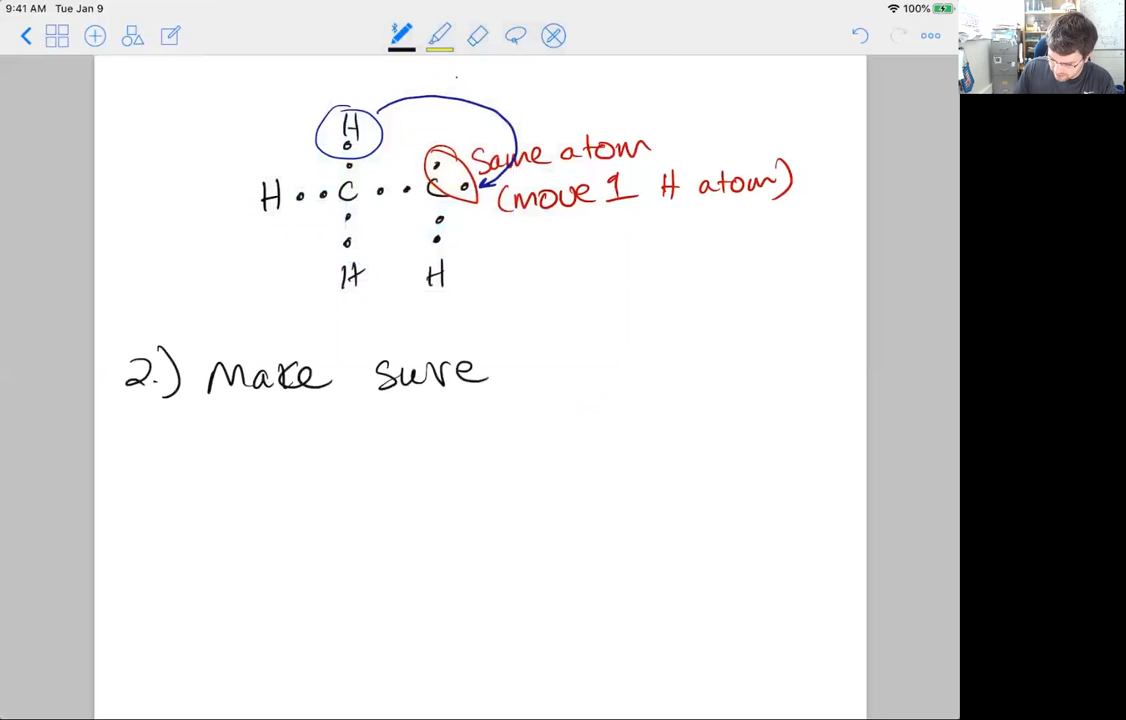 9:41 AM Tue Jan 9
100%
H
Same atom
H C C
(move 1 H atom)
H H
2.) Make sure